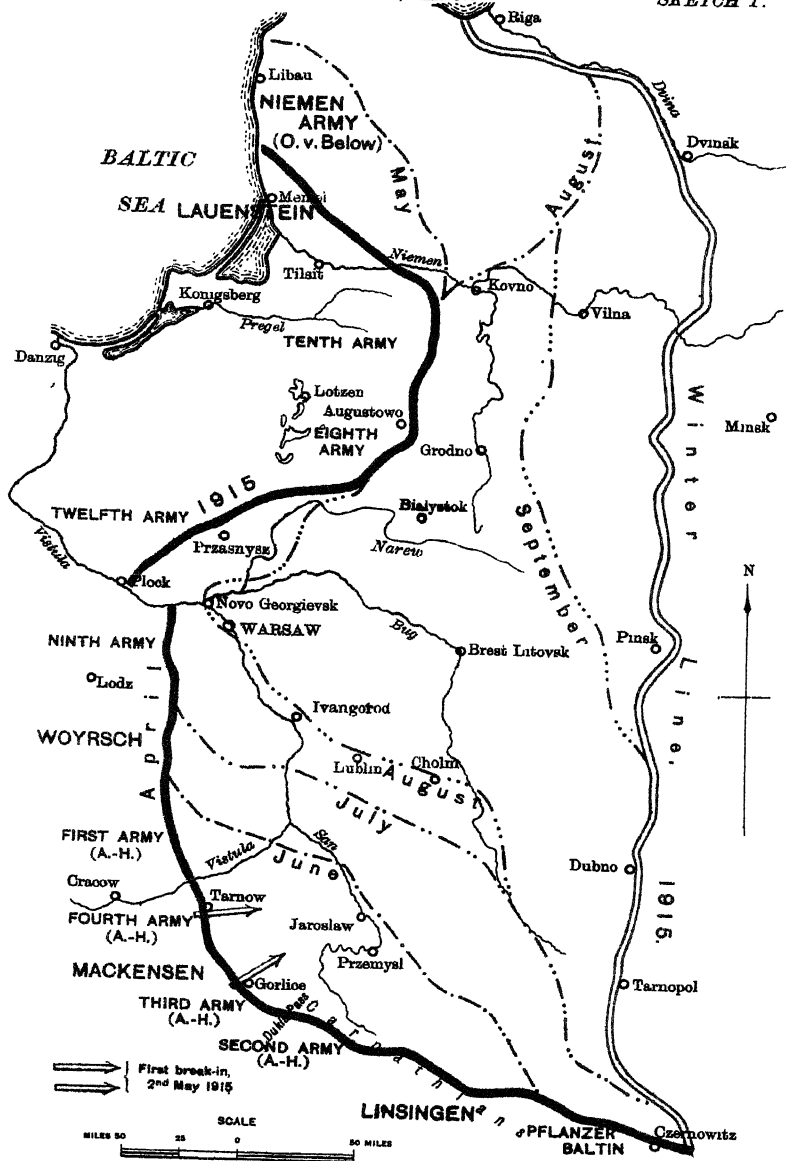 SKETCH 1.
Riga
Libau
NIEMEN
ARMY
(O. v. Below)
Dvina
Dvinsk
BALTIC
SEA
May
August
Memel
LAUENSTEIN
Tilsit
Niemen
Kovno
Vilna
Konigsberg
Pregel
Danzig
TENTH ARMY
Lotzen
Augustowo
EIGHTH
ARMY
Grodno
Minsk
Winter Line, 1915.
TWELFTH ARMY
1915
Bialystok
Przasnysz
Narew
September
Vistula
Plock
Novo Georgievsk
WARSAW
N
NINTH ARMY
Bug
Brest Litovsk
Pinsk
Lodz
April
Ivangorod
WOYRSCH
Lublin
Cholm
August
July
FIRST ARMY
(A.-H.)
Vistula
San
June
Dubno
Cracow
Tarnow
FOURTH ARMY
(A.-H.)
Jaroslaw
Przemysl
MACKENSEN
Gorlice
Tarnopol
THIRD ARMY
(A.-H.)
Dukla Pass
Carpathians
SECOND ARMY
(A.-H.)
First break-in,
2nd May 1915
LINSINGEN
PFLANZER
BALTIN
Czernowitz
SCALE
MILES 50 25 0 50 MILES